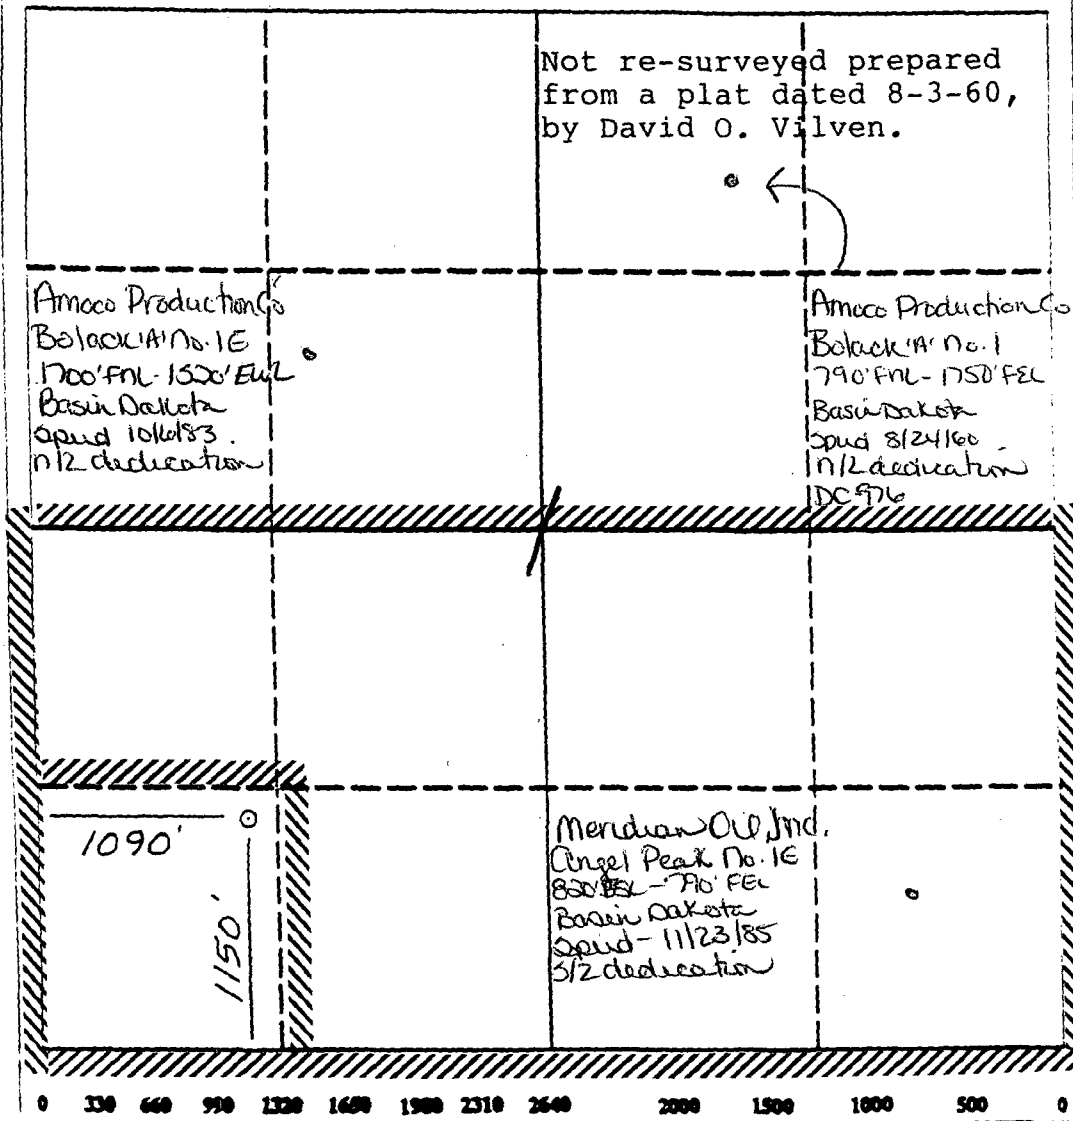 Not re-surveyed prepared
from a plat dated 8-3-60,
by David O. Vilven.
Amoco Production Co
Bolack 'A' No. 1E
1700' FNL - 1520' FWL
Basin Dakota
Spud 10/6/83.
N/2 dedication
Amoco Production Co
Bolack 'A' No. 1
790' FNL - 1750' FEL
Basin Dakota
Spud 8/24/60
N/2 dedication
DC 976
1090'
1150'
Meridian Oil, Inc.
Angel Peak No. 1E
820' FSL - 790' FEL
Basin Dakota
Spud - 11/23/85
S/2 dedication
0 330 660 990 1320 1650 1980 2310 2640 2000 1500 1000 500 0